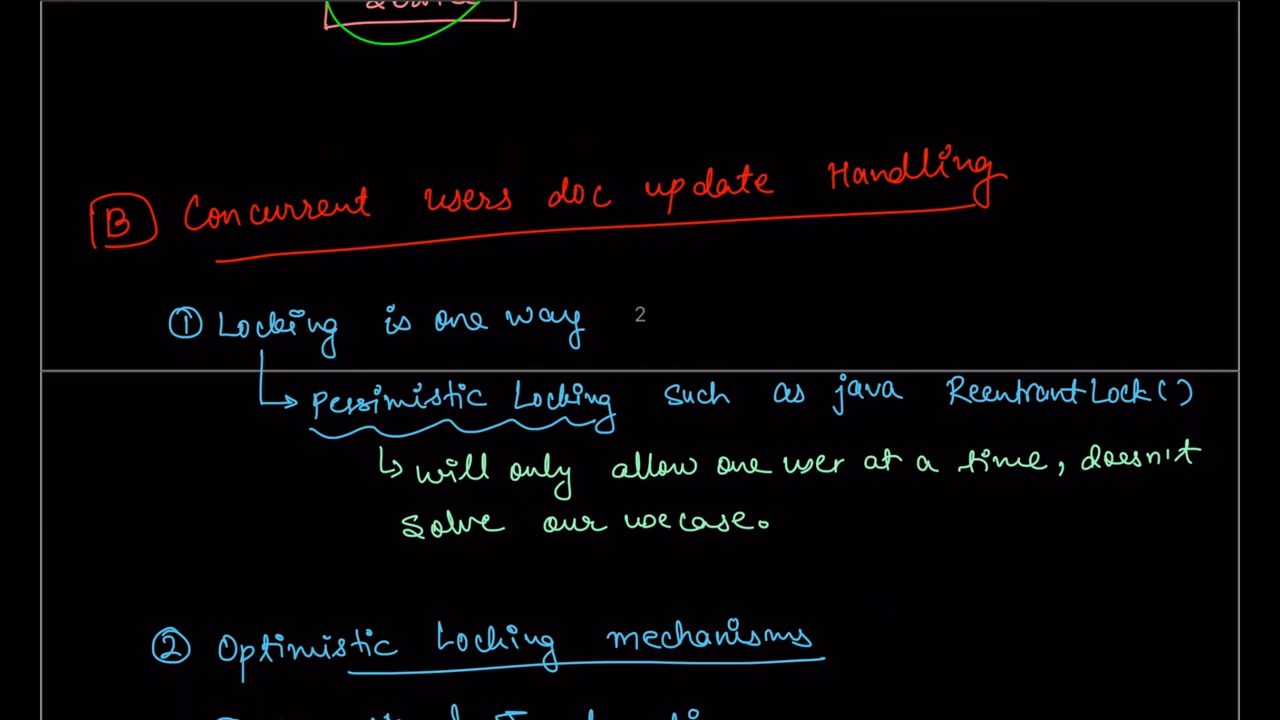 B Concurrent users doc update Handling
① Locking is one way
2
↳ Pessimistic Locking such as java ReentrantLock()
↳ will only allow one user at a time, doesn't
solve our usecase.
② Optimistic Locking mechanisms